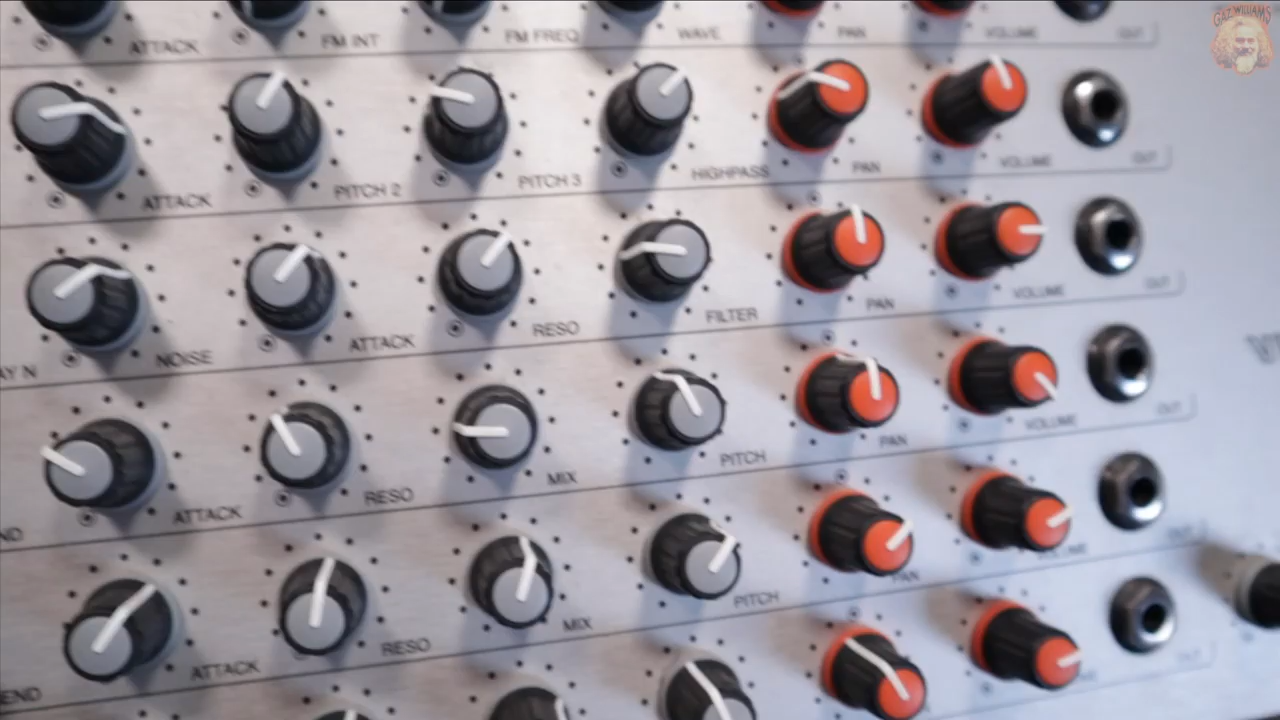 GAZ WILLIAMS
ATTACK FM INT FM FREQ WAVE PAN VOLUME OUT
ATTACK PITCH 2 PITCH 3 HIGHPASS PAN VOLUME OUT
NOISE ATTACK RESO FILTER PAN VOLUME OUT
ATTACK RESO MIX PITCH PAN VOLUME OUT
ATTACK RESO MIX PITCH PAN OUT